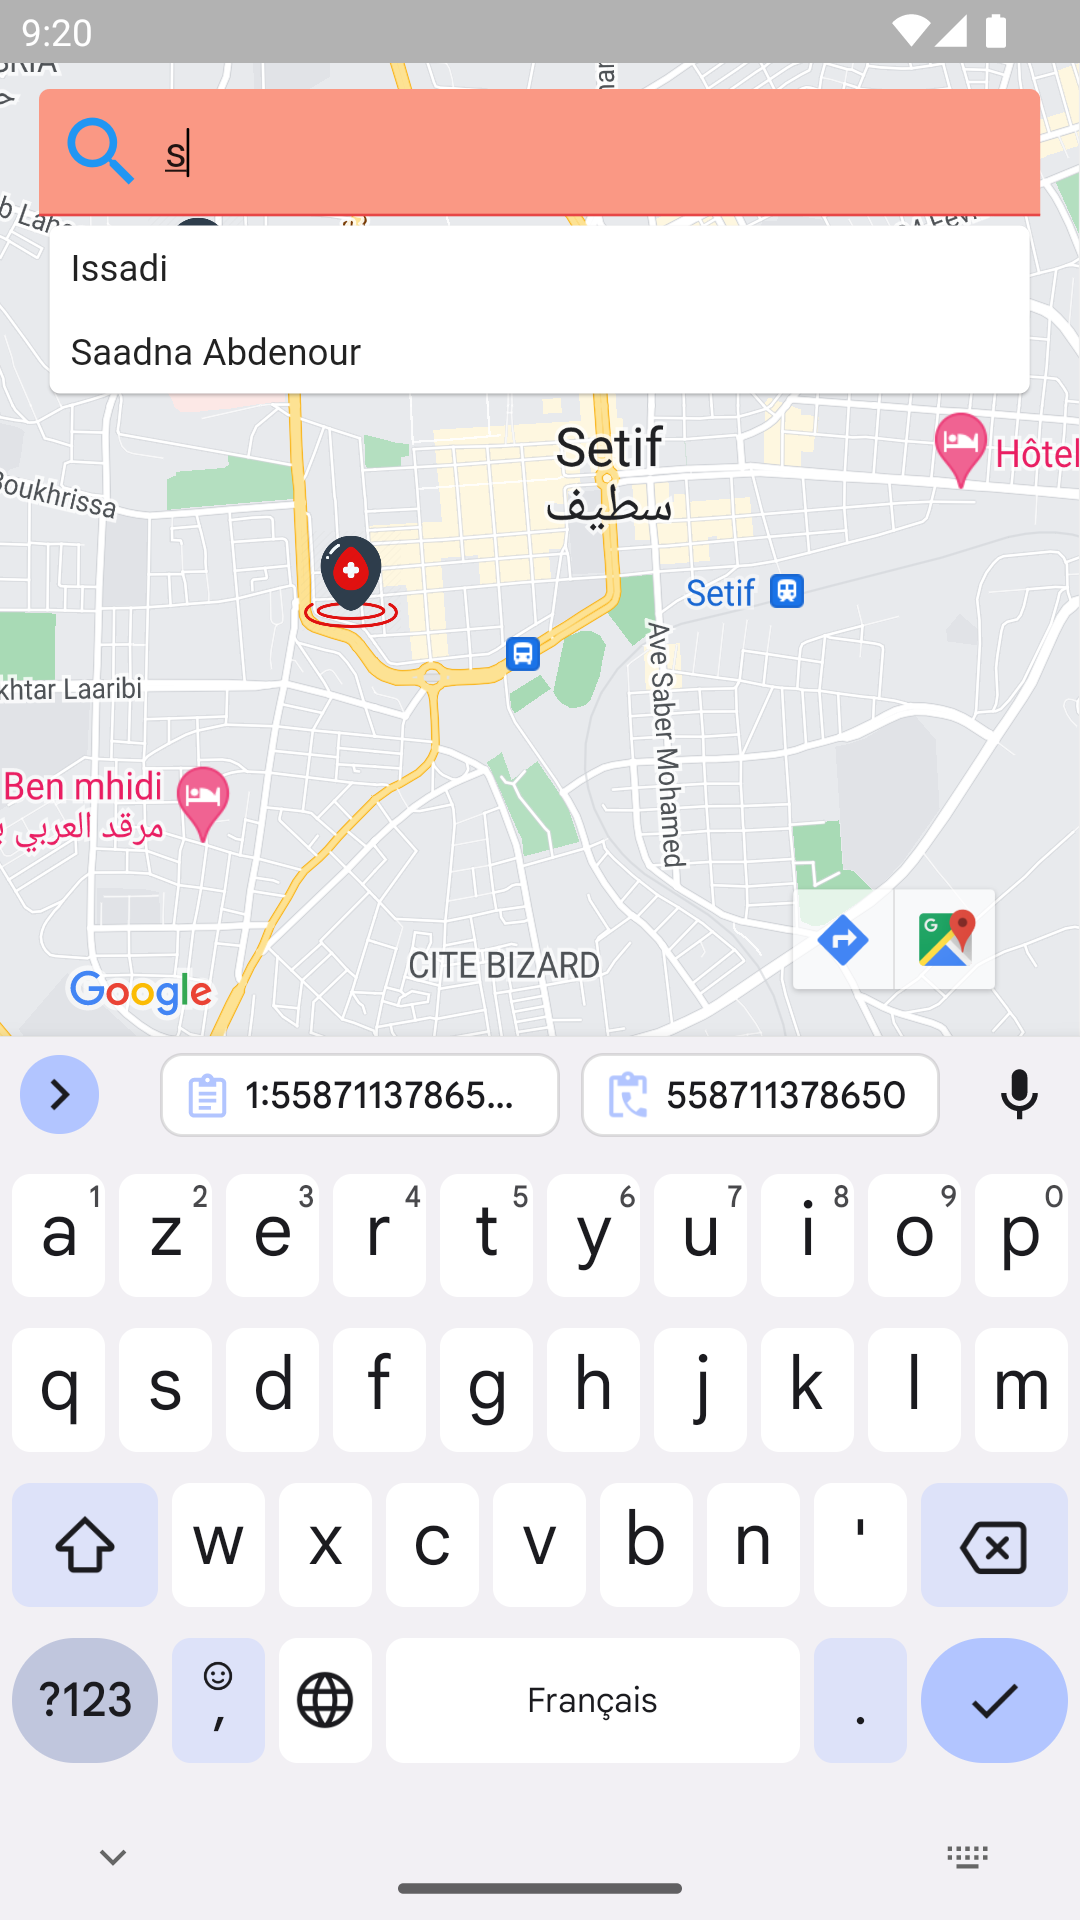 9:20
s
Issadi
Saadna Abdenour
Setif
سطيف
Hôtel
Boukhrissa
Setif
Ave Saber Mohamed
khtar Laaribi
Ben mhidi
مرقد العربي
CITE BIZARD
Google
G
1:55871137865...
558711378650
a 1 z 2 e 3 r 4 t 5 y 6 u 7 i 8 o 9 p 0
q s d f g h j k l m
w x c v b n '
?123 , Français .